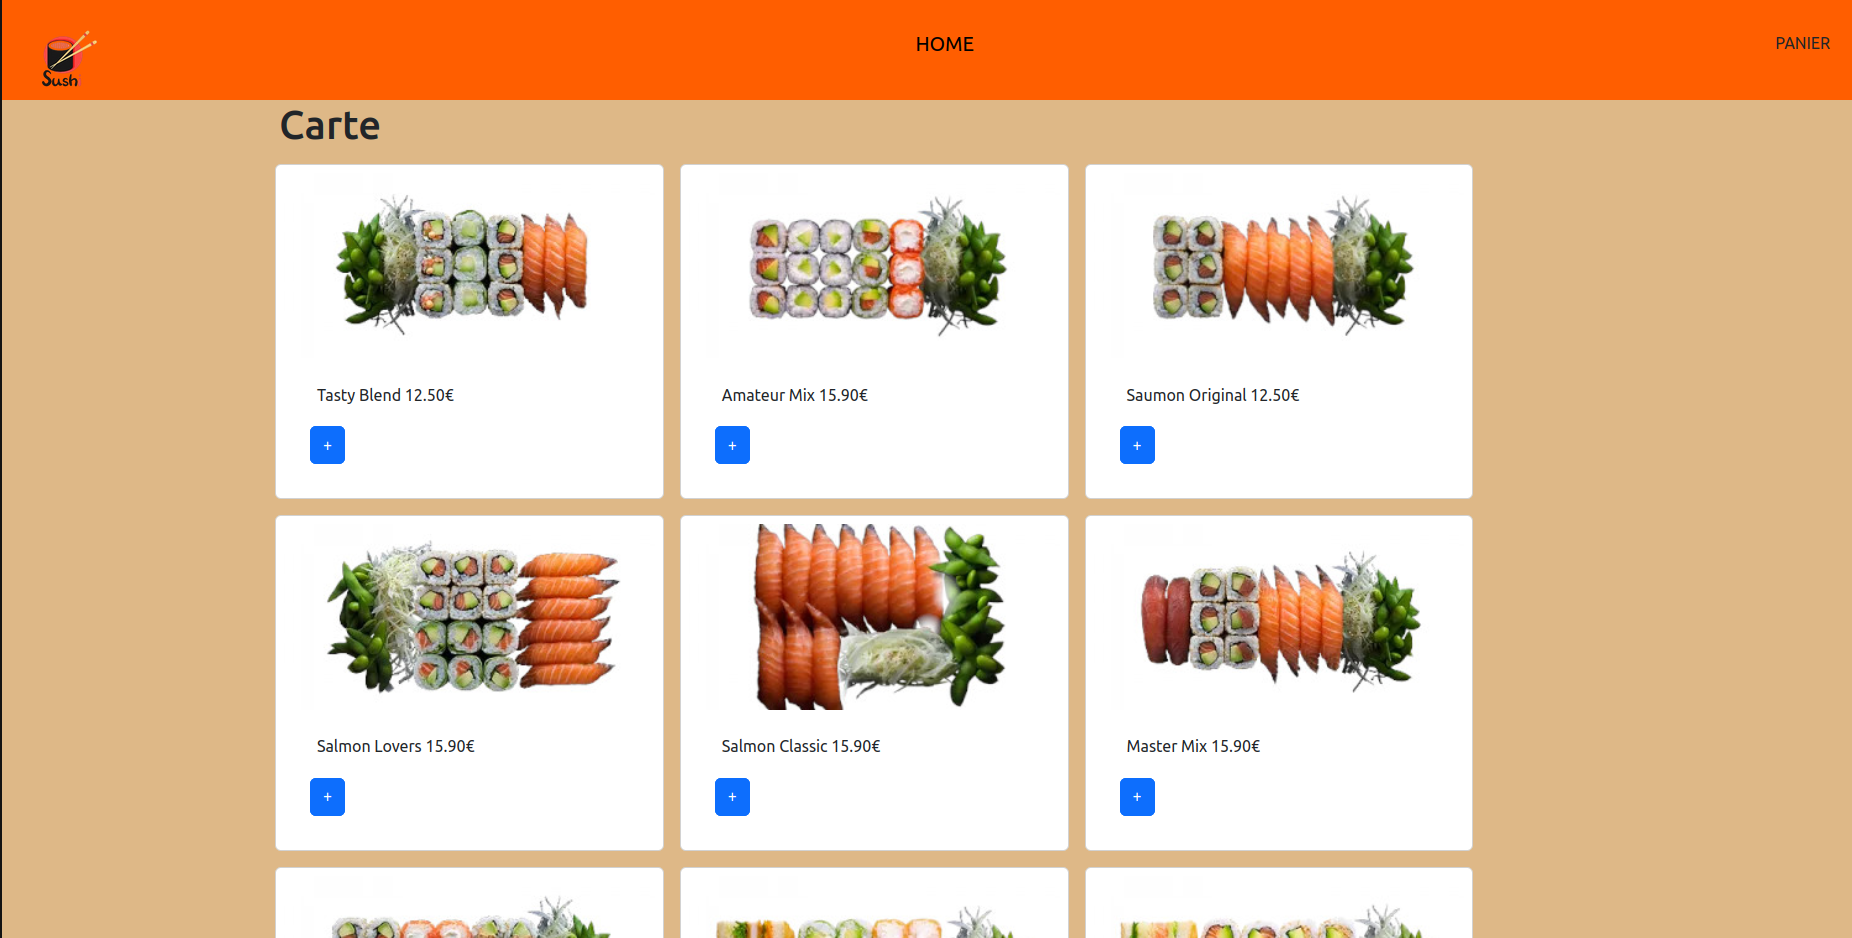 Sush
HOME
PANIER
Carte
Tasty Blend 12.50€
Amateur Mix 15.90€
Saumon Original 12.50€
+
+
+
Salmon Lovers 15.90€
Salmon Classic 15.90€
Master Mix 15.90€
+
+
+